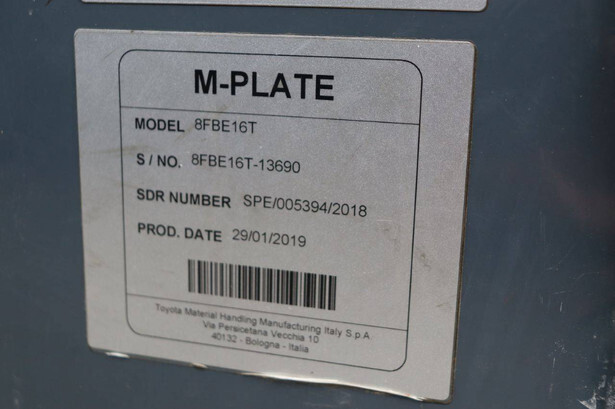 M-PLATE
MODEL 8FBE16T
S / NO. 8FBE16T-13690
SDR NUMBER SPE/005394/2018
PROD. DATE 29/01/2019
Toyota Material Handling Manufacturing Italy S.p.A.
Via Persicetana Vecchia 10
40132 - Bologna - Italia